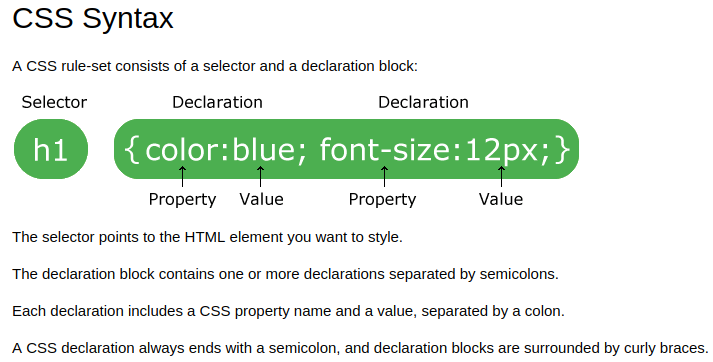 CSS Syntax
A CSS rule-set consists of a selector and a declaration block:
Selector Declaration Declaration
h1 {color:blue; font-size:12px;}
Property Value Property Value
The selector points to the HTML element you want to style.
The declaration block contains one or more declarations separated by semicolons.
Each declaration includes a CSS property name and a value, separated by a colon.
A CSS declaration always ends with a semicolon, and declaration blocks are surrounded by curly braces.